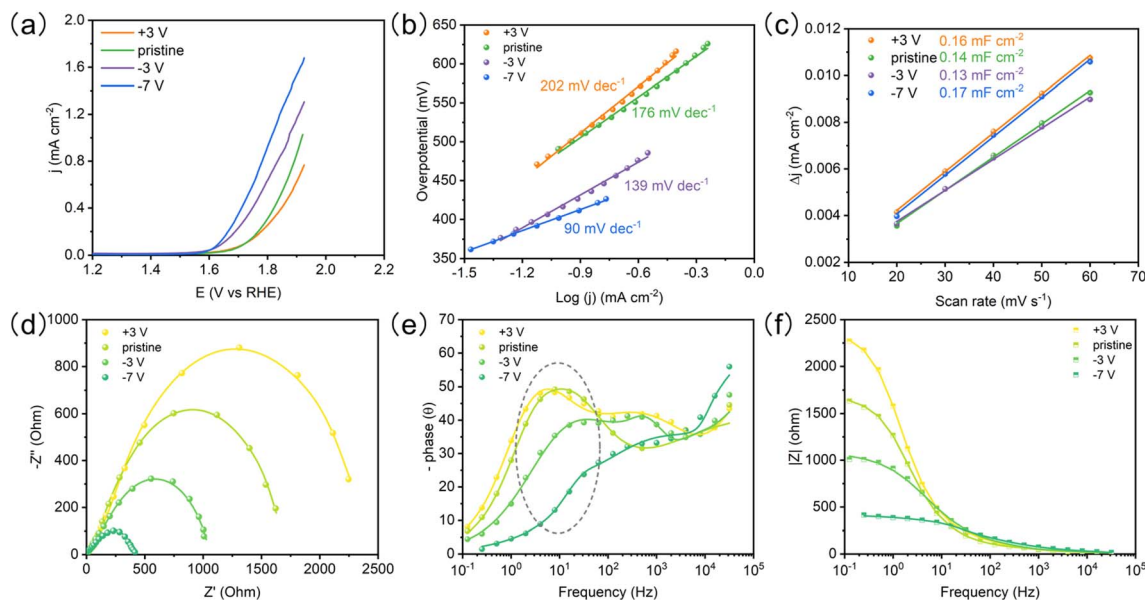 (a)
+3 V
pristine
-3 V
-7 V
j (mA cm⁻²)
2.0
1.6
1.2
0.8
0.4
0.0
1.2 1.4 1.6 1.8 2.0 2.2
E (V vs RHE)
(b)
+3 V
pristine
-3 V
-7 V
202 mV dec⁻¹
176 mV dec⁻¹
139 mV dec⁻¹
90 mV dec⁻¹
Overpotential (mV)
650
600
550
500
450
400
350
-1.5 -1.2 -0.9 -0.6 -0.3 0.0
Log (j) (mA cm⁻²)
(c)
+3 V 0.16 mF cm⁻²
pristine 0.14 mF cm⁻²
-3 V 0.13 mF cm⁻²
-7 V 0.17 mF cm⁻²
Δj (mA cm⁻²)
0.012
0.010
0.008
0.006
0.004
0.002
10 20 30 40 50 60 70
Scan rate (mV s⁻¹)
(d)
+3 V
pristine
-3 V
-7 V
-Z'' (Ohm)
1000
800
600
400
200
0
0 500 1000 1500 2000 2500
Z' (Ohm)
(e)
+3 V
pristine
-3 V
-7 V
- phase (θ)
70
60
50
40
30
20
10
0
10⁻¹ 10⁰ 10¹ 10² 10³ 10⁴ 10⁵
Frequency (Hz)
(f)
+3 V
pristine
-3 V
-7 V
|Z| (ohm)
2500
2000
1500
1000
500
0
10⁻¹ 10⁰ 10¹ 10² 10³ 10⁴ 10⁵
Frequency (Hz)